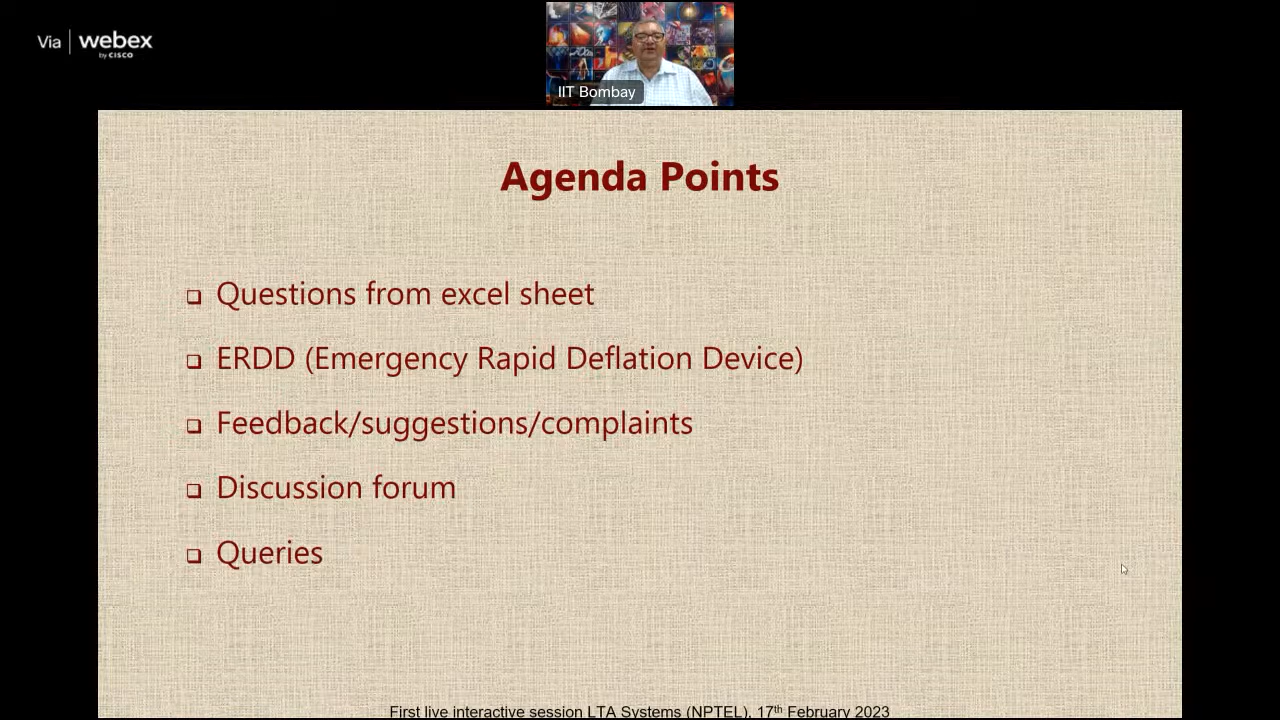 Via | webex
by CISCO
IIT Bombay
Agenda Points
❑ Questions from excel sheet
❑ ERDD (Emergency Rapid Deflation Device)
❑ Feedback/suggestions/complaints
❑ Discussion forum
❑ Queries
First live interactive session LTA Systems (NPTEL), 17th February 2023